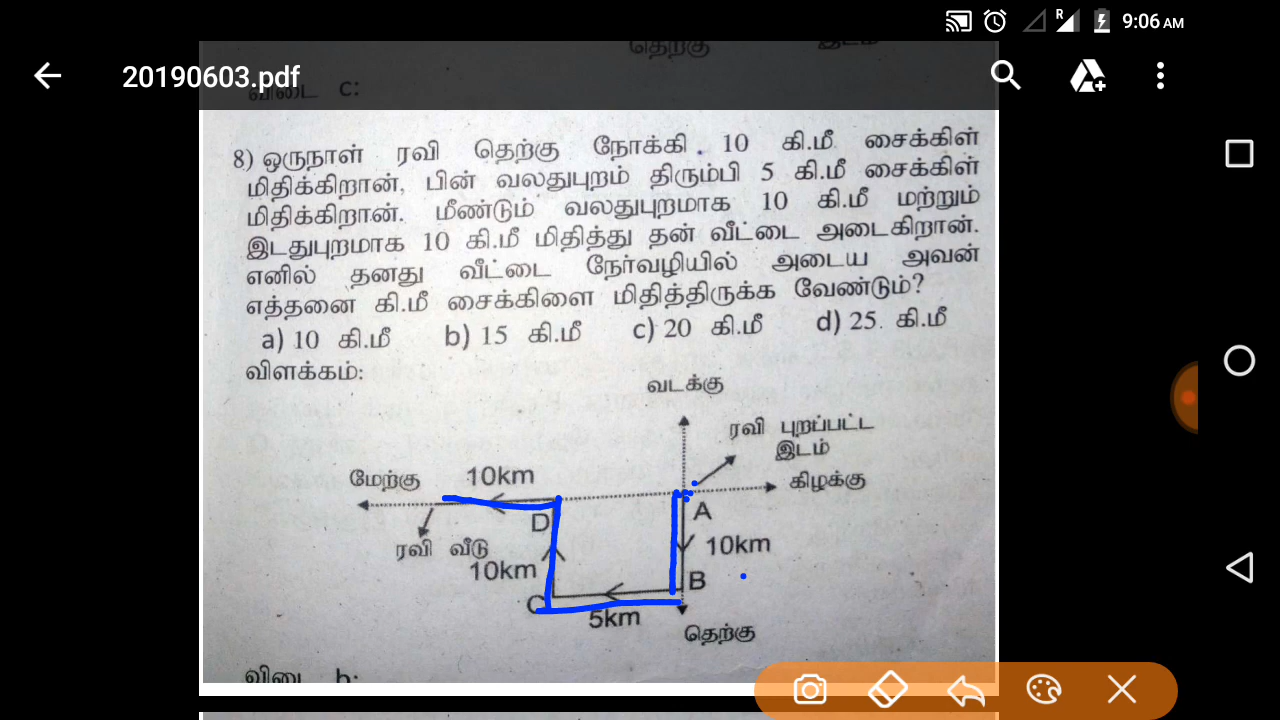 R
9:06 AM
20190603.pdf
தெற்கு
இடம்
விடை c:
8) ஒருநாள் ரவி தெற்கு நோக்கி . 10 கி.மீ சைக்கிள்
மிதிக்கிறான், பின் வலதுபுறம் திரும்பி 5 கி.மீ சைக்கிள்
மிதிக்கிறான். மீண்டும் வலதுபுறமாக 10 கி.மீ மற்றும்
இடதுபுறமாக 10 கி.மீ மிதித்து தன் வீட்டை அடைகிறான்.
எனில் தனது வீட்டை நேர்வழியில் அடைய அவன்
எத்தனை கி.மீ சைக்கிளை மிதித்திருக்க வேண்டும்?
a) 10 கி.மீ b) 15 கி.மீ c) 20 கி.மீ d) 25. கி.மீ
விளக்கம்:
வடக்கு
ரவி புறப்பட்ட
இடம்
மேற்கு 10km கிழக்கு
D A
ரவி வீடு 10km
10km B
C 5km
தெற்கு
விடை b: